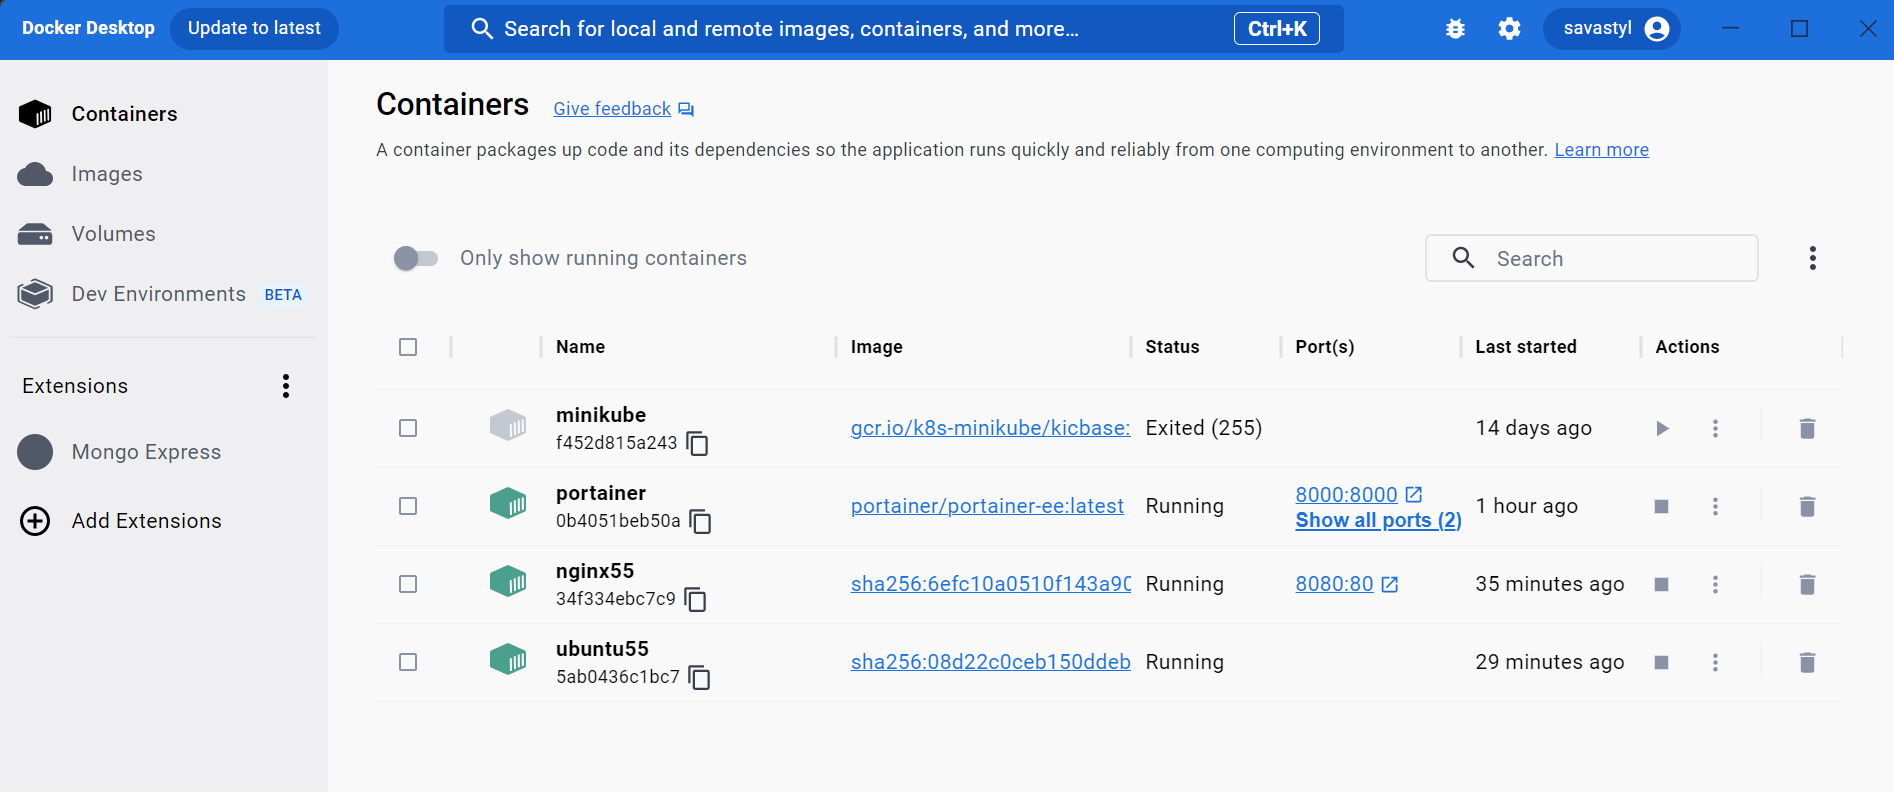 Docker Desktop Update to latest Search for local and remote images, containers, and more... Ctrl+K savastyl
Containers
Images
Volumes
Dev Environments BETA
Extensions
Mongo Express
Add Extensions
Containers Give feedback
A container packages up code and its dependencies so the application runs quickly and reliably from one computing environment to another. Learn more
Only show running containers Search
Name Image Status Port(s) Last started Actions
minikube
f452d815a243 gcr.io/k8s-minikube/kicbase: Exited (255) 14 days ago
portainer
0b4051beb50a portainer/portainer-ee:latest Running 8000:8000 1 hour ago
Show all ports (2)
nginx55
34f334ebc7c9 sha256:6efc10a0510f143a90 Running 8080:80 35 minutes ago
ubuntu55
5ab0436c1bc7 sha256:08d22c0ceb150ddeb Running 29 minutes ago